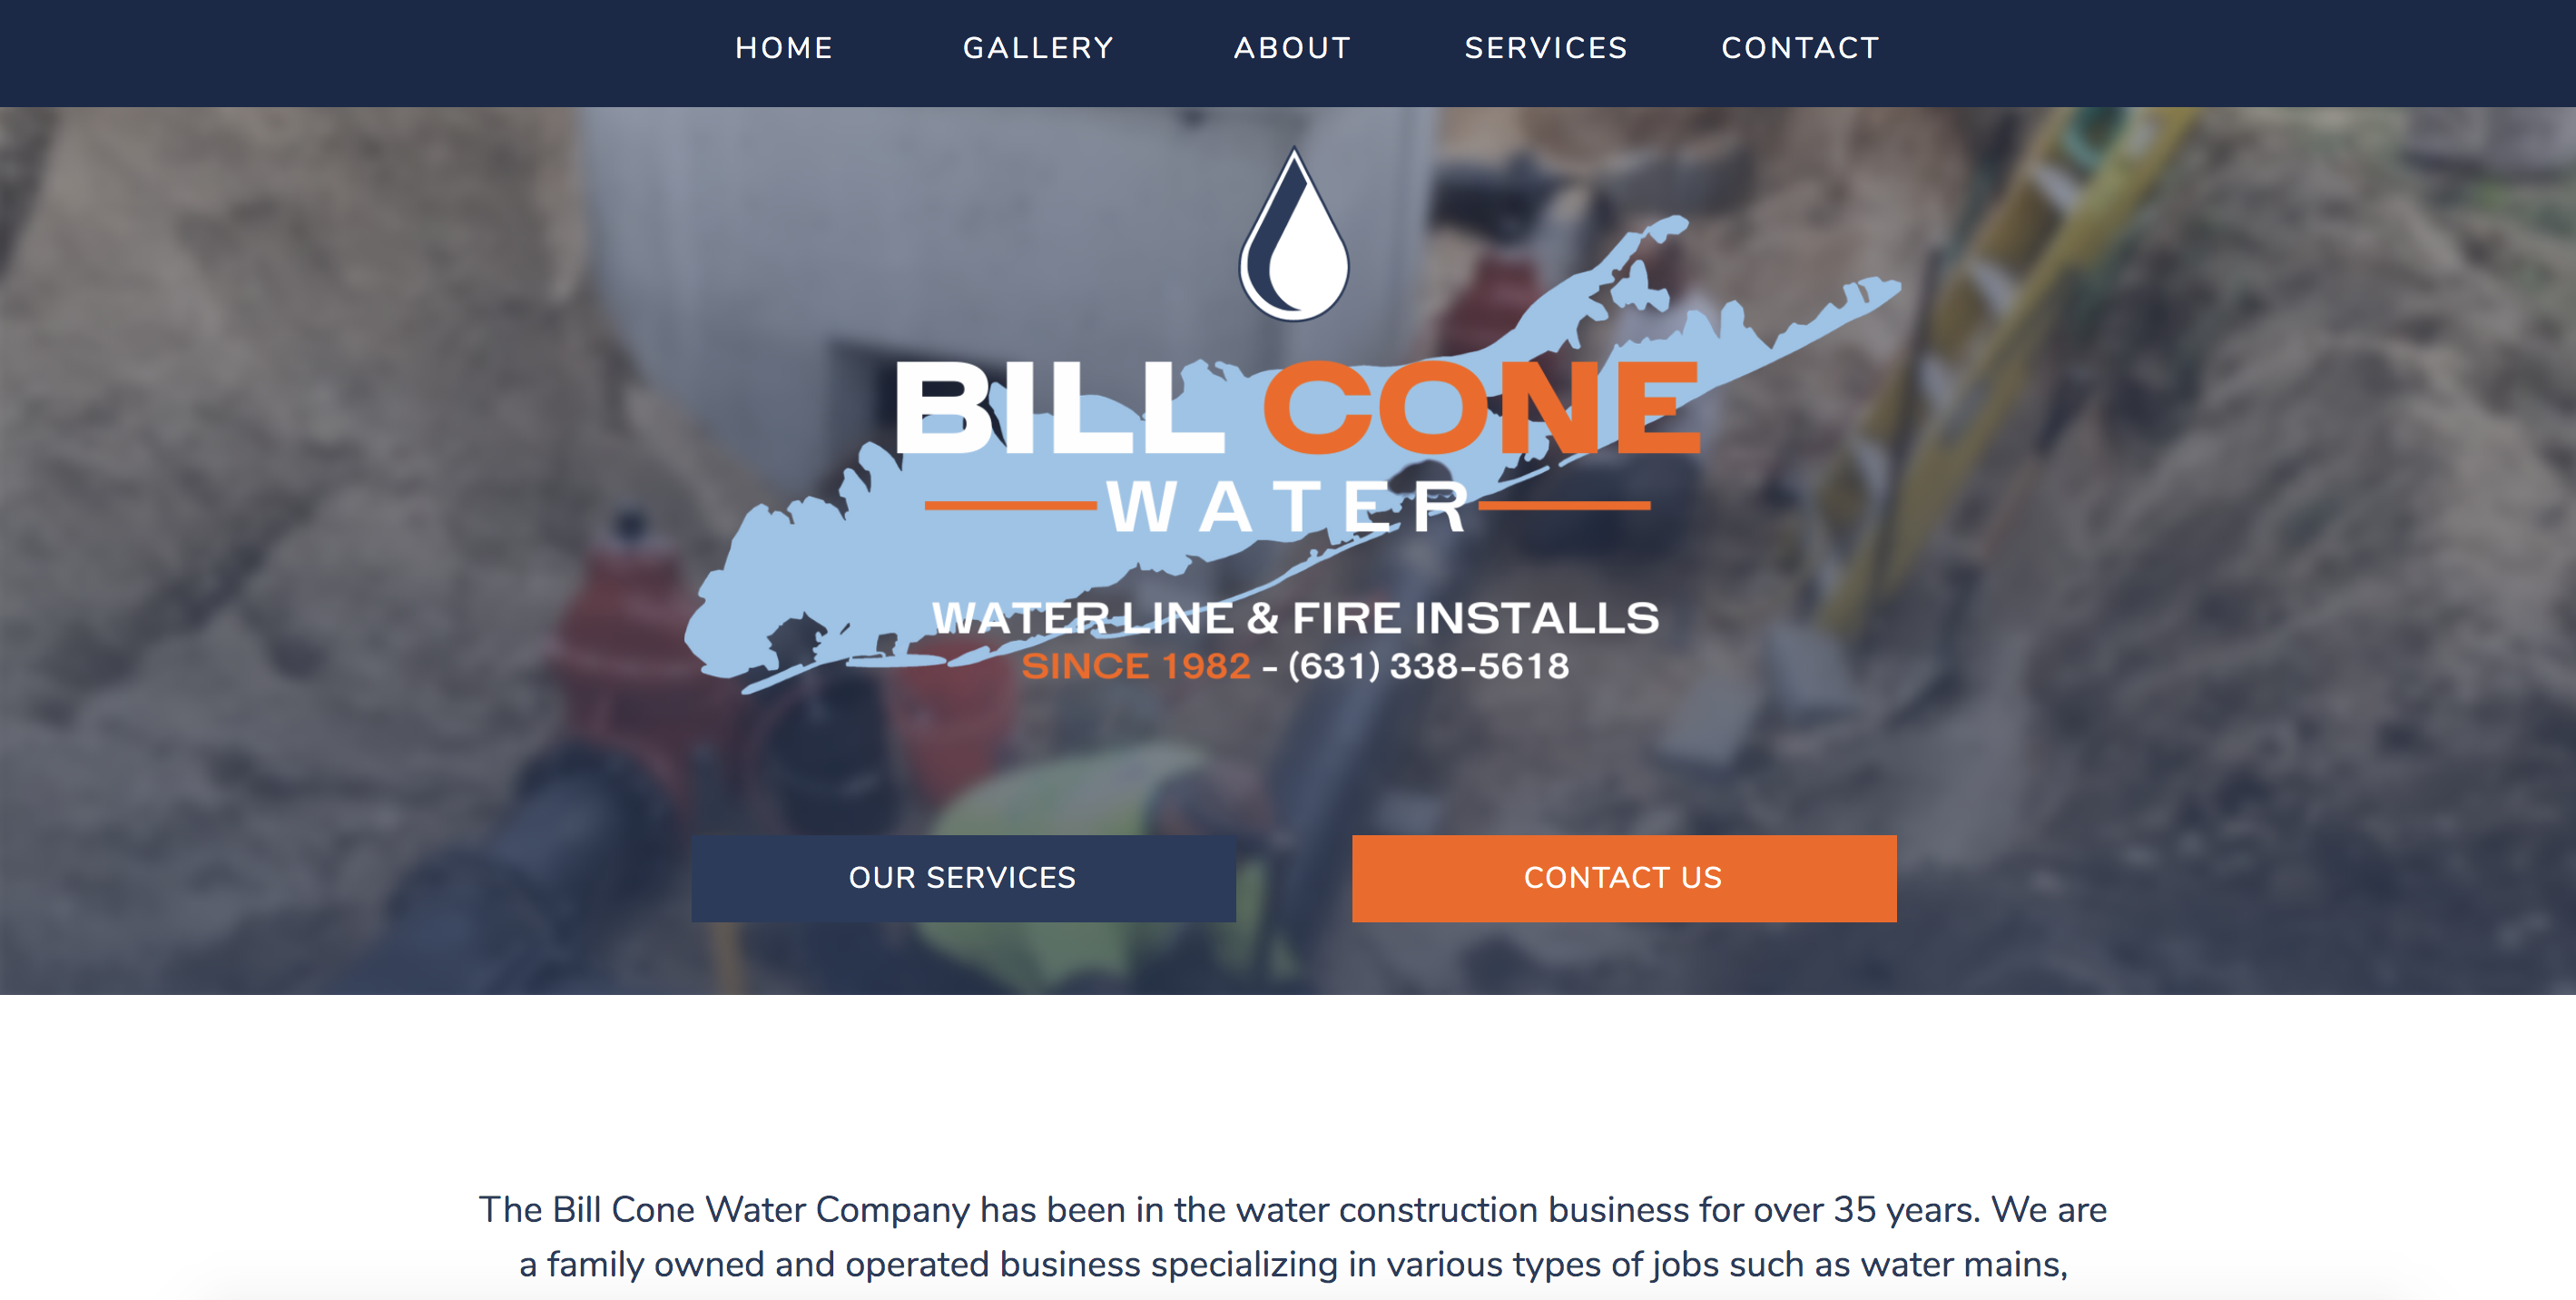 HOME GALLERY ABOUT SERVICES CONTACT
BILL CONE
WATER
WATER LINE & FIRE INSTALLS
SINCE 1982 - (631) 338-5618
OUR SERVICES CONTACT US
The Bill Cone Water Company has been in the water construction business for over 35 years. We are
a family owned and operated business specializing in various types of jobs such as water mains,